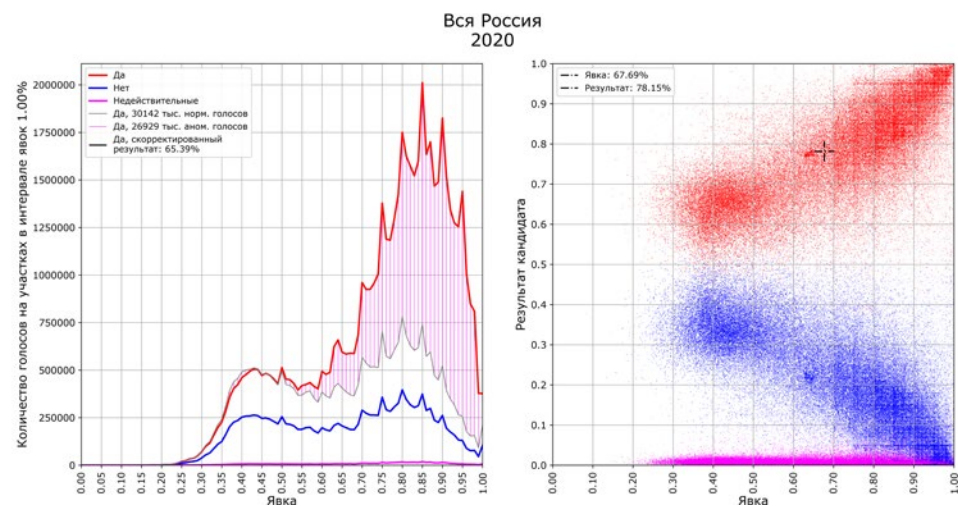 Вся Россия
2020
Количество голосов на участках в интервале явок 1.00%
2000000
1750000
1500000
1250000
1000000
750000
500000
250000
0
Да
Нет
Недействительные
Да, 30142 тыс. норм. голосов
Да, 26929 тыс. аном. голосов
Да, скорректированный
результат: 65.39%
0.00 0.05 0.10 0.15 0.20 0.25 0.30 0.35 0.40 0.45 0.50 0.55 0.60 0.65 0.70 0.75 0.80 0.85 0.90 0.95 1.00
Явка
Результат кандидата
1.0
0.9
0.8
0.7
0.6
0.5
0.4
0.3
0.2
0.1
0.0
Явка: 67.69%
Результат: 78.15%
0.00 0.10 0.20 0.30 0.40 0.50 0.60 0.70 0.80 0.90 1.00
Явка